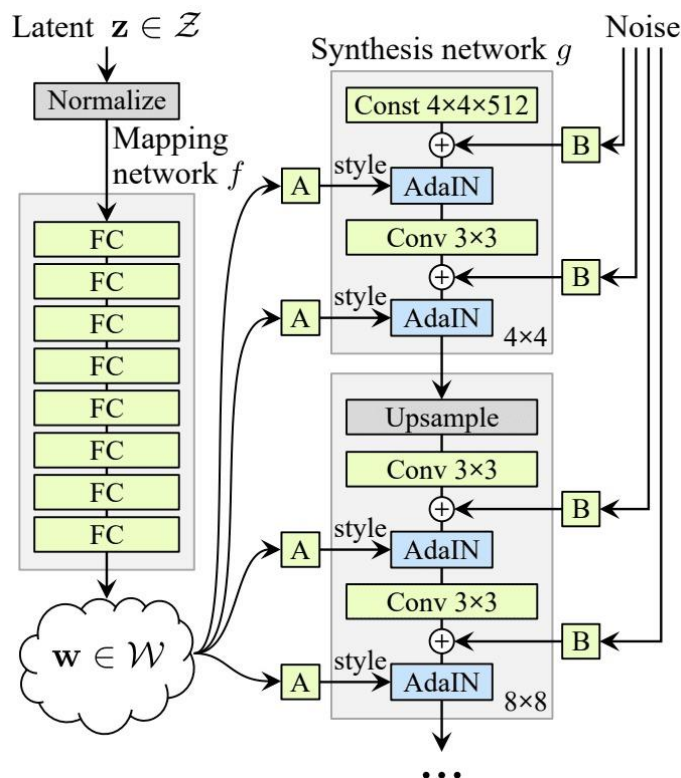 Latent z ∈ 𝒵
Normalize
Mapping
network f
FC
FC
FC
FC
FC
FC
FC
FC
w ∈ 𝒲
Synthesis network g
Noise
Const 4×4×512
+
B
A
style
AdaIN
Conv 3×3
+
B
A
style
AdaIN
4×4
Upsample
Conv 3×3
+
B
A
style
AdaIN
Conv 3×3
+
B
A
style
AdaIN
8×8
...